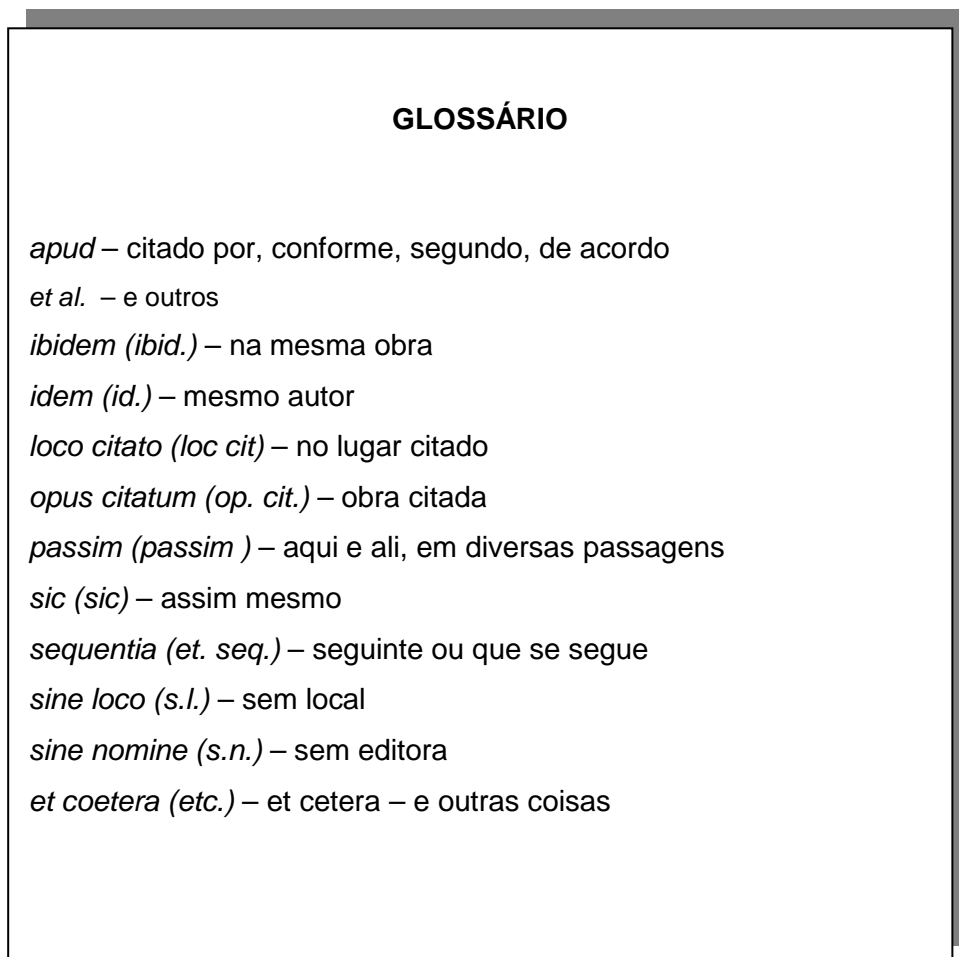 GLOSSÁRIO
apud – citado por, conforme, segundo, de acordo
et al. – e outros
ibidem (ibid.) – na mesma obra
idem (id.) – mesmo autor
loco citato (loc cit) – no lugar citado
opus citatum (op. cit.) – obra citada
passim (passim ) – aqui e ali, em diversas passagens
sic (sic) – assim mesmo
sequentia (et. seq.) – seguinte ou que se segue
sine loco (s.l.) – sem local
sine nomine (s.n.) – sem editora
et coetera (etc.) – et cetera – e outras coisas